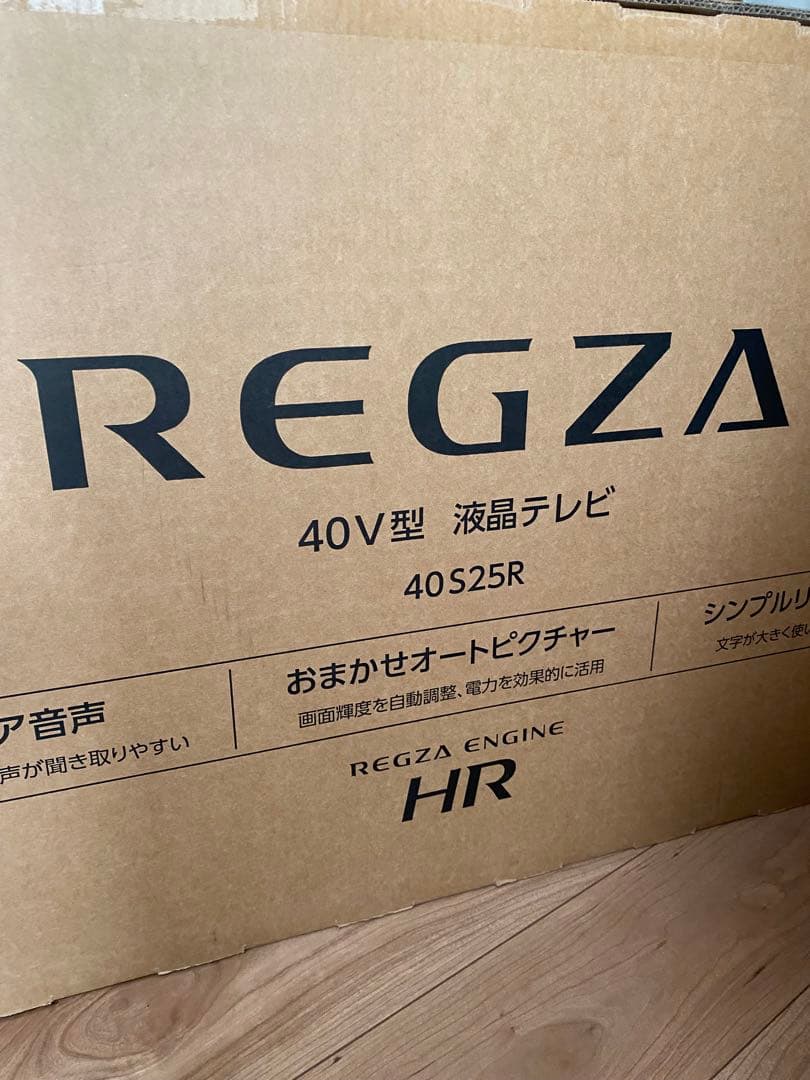 REGZA
40V型 液晶テレビ
40S25R
ア音声
声が聞き取りやすい
おまかせオートピクチャー
画面輝度を自動調整、電力を効果的に活用
シンプルリ
文字が大きく使い
REGZA ENGINE
HR